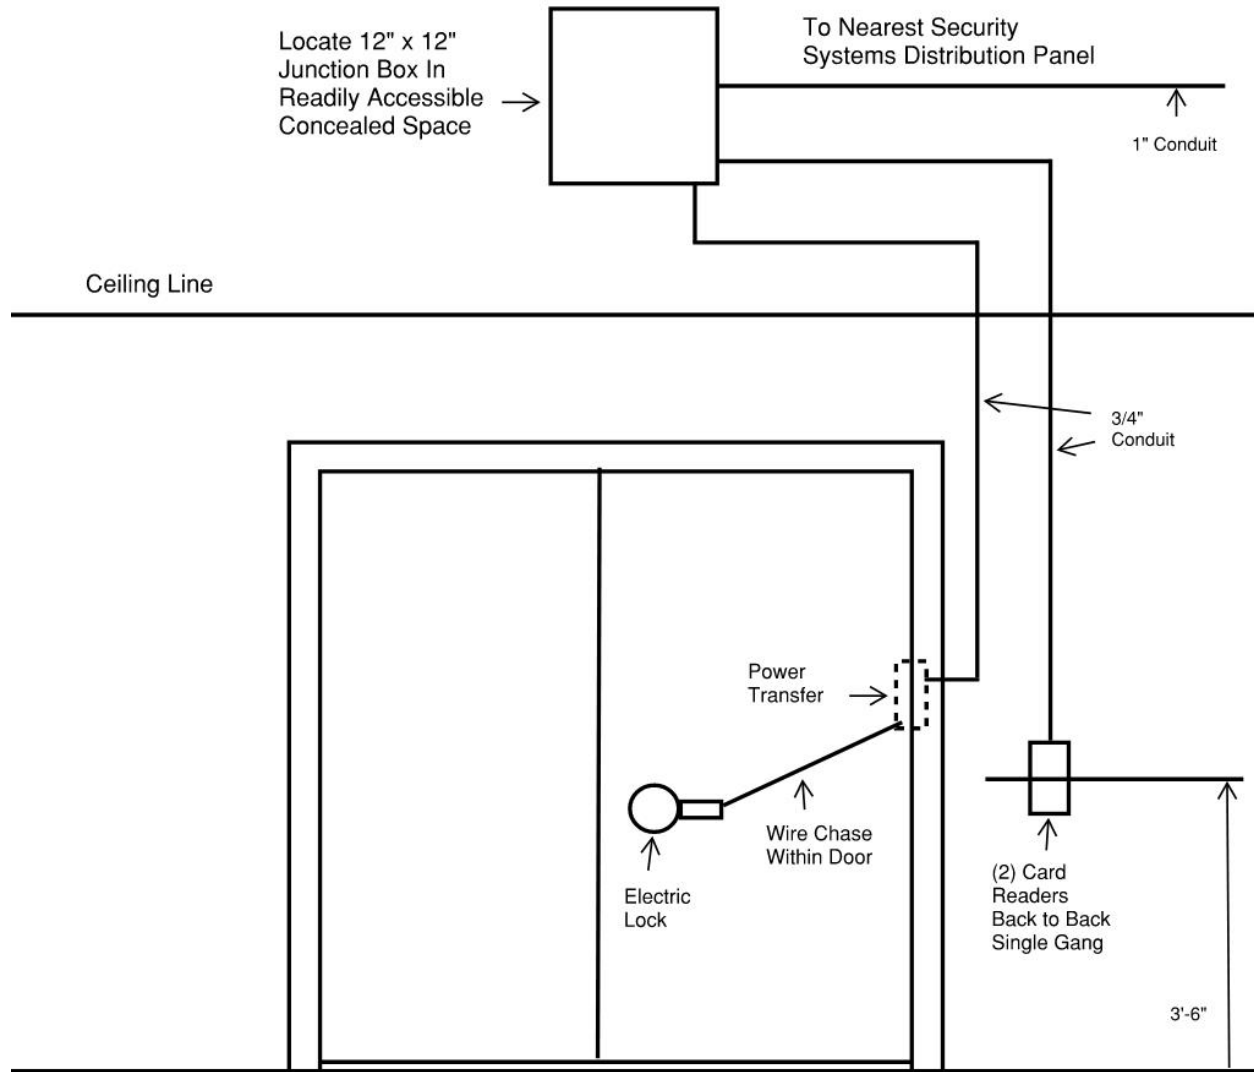 Locate 12" x 12"
Junction Box In
Readily Accessible
Concealed Space
To Nearest Security
Systems Distribution Panel
1" Conduit
Ceiling Line
3/4"
Conduit
Power
Transfer
Wire Chase
Within Door
Electric
Lock
(2) Card
Readers
Back to Back
Single Gang
3'-6"